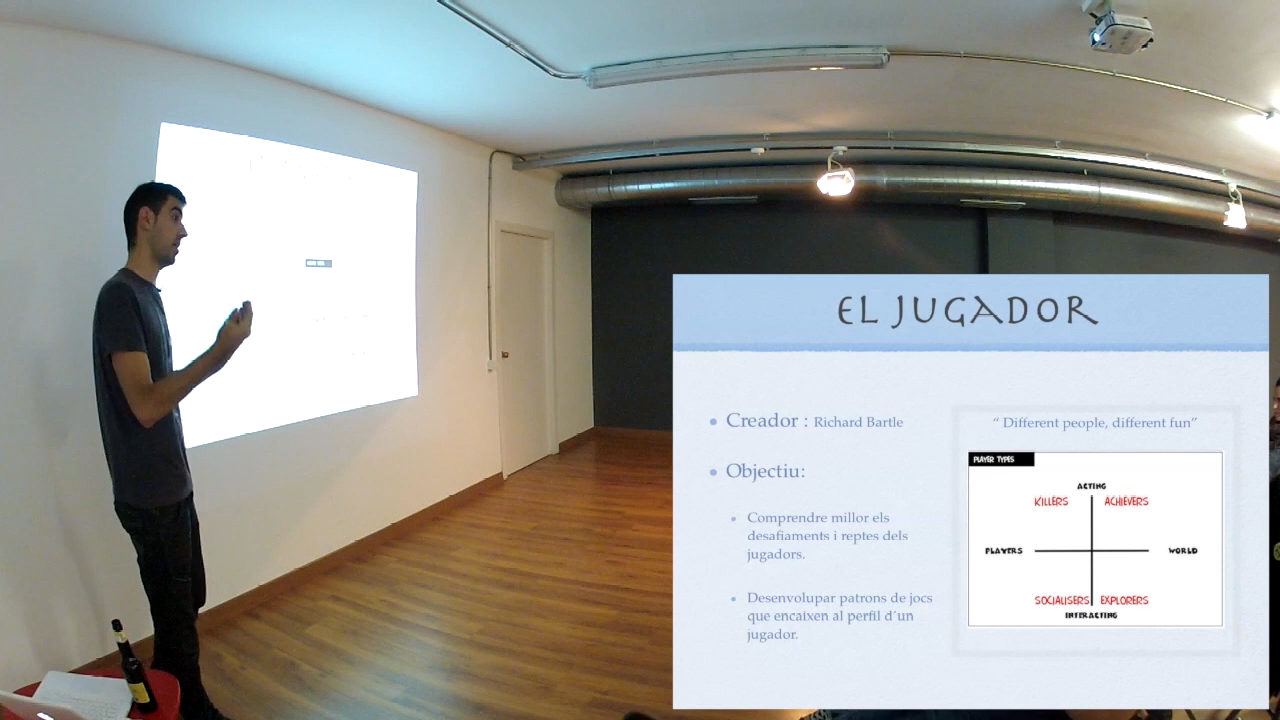 EL JUGADOR
• Creador : Richard Bartle
• Objectiu:
• Comprendre millor els
desafiaments i reptes dels
jugadors.
• Desenvolupar patrons de jocs
que encaixen al perfil d'un
jugador.
“ Different people, different fun”
PLAYER TYPES
ACTING
KILLERS ACHIEVERS
PLAYERS WORLD
SOCIALISERS EXPLORERS
INTERACTING